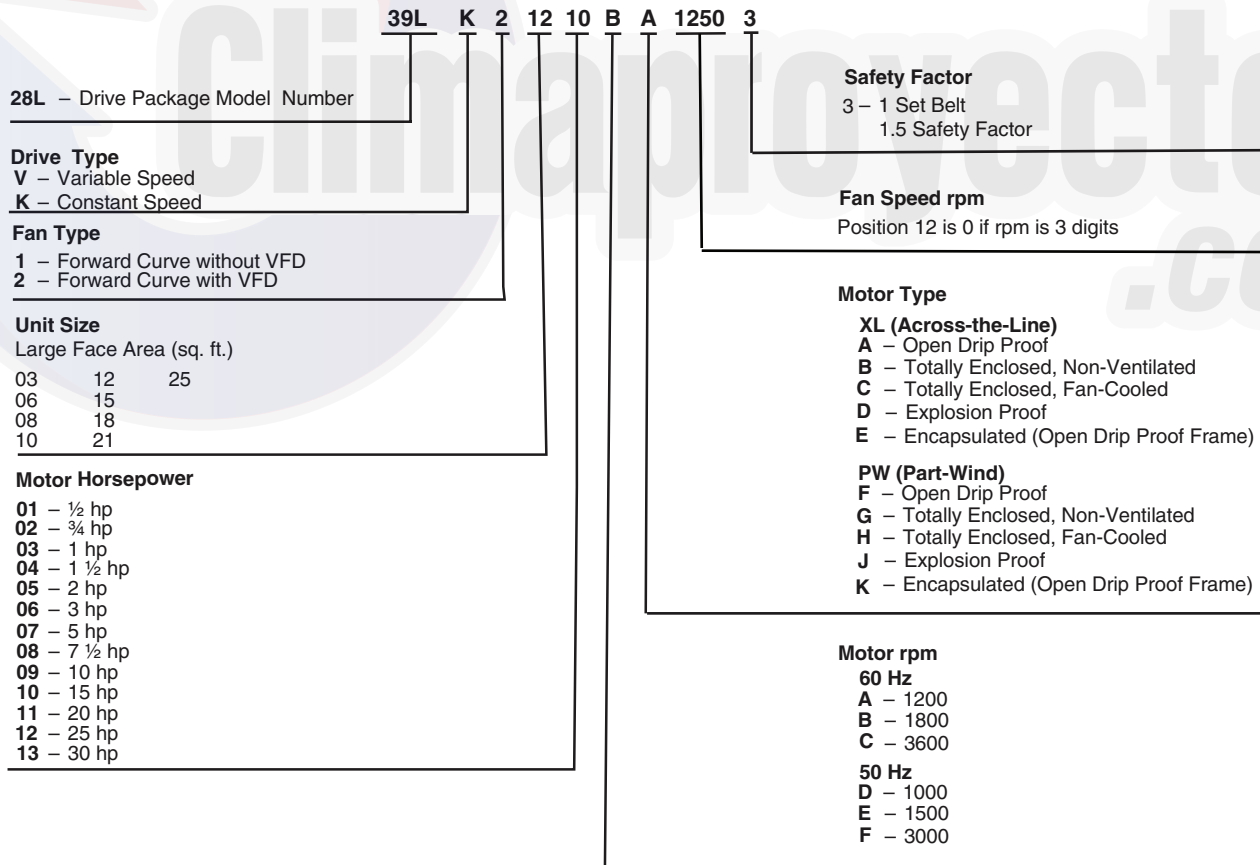 39L K 2 12 10 B A 1250 3
28L – Drive Package Model Number
Drive Type
V – Variable Speed
K – Constant Speed
Fan Type
1 – Forward Curve without VFD
2 – Forward Curve with VFD
Unit Size
Large Face Area (sq. ft.)
03 12 25
06 15
08 18
10 21
Motor Horsepower
01 – ½ hp
02 – ¾ hp
03 – 1 hp
04 – 1 ½ hp
05 – 2 hp
06 – 3 hp
07 – 5 hp
08 – 7 ½ hp
09 – 10 hp
10 – 15 hp
11 – 20 hp
12 – 25 hp
13 – 30 hp
Safety Factor
3 – 1 Set Belt
1.5 Safety Factor
Fan Speed rpm
Position 12 is 0 if rpm is 3 digits
Motor Type
XL (Across-the-Line)
A – Open Drip Proof
B – Totally Enclosed, Non-Ventilated
C – Totally Enclosed, Fan-Cooled
D – Explosion Proof
E – Encapsulated (Open Drip Proof Frame)
PW (Part-Wind)
F – Open Drip Proof
G – Totally Enclosed, Non-Ventilated
H – Totally Enclosed, Fan-Cooled
J – Explosion Proof
K – Encapsulated (Open Drip Proof Frame)
Motor rpm
60 Hz
A – 1200
B – 1800
C – 3600
50 Hz
D – 1000
E – 1500
F – 3000